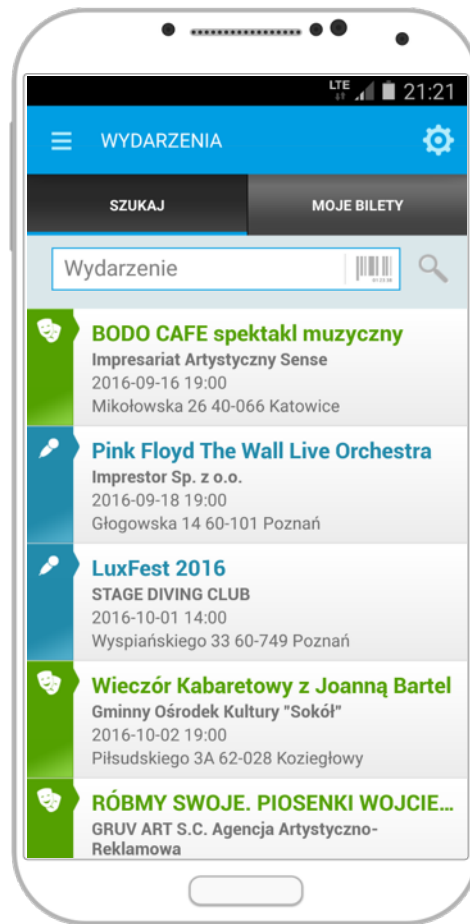 LTE 21:21
WYDARZENIA
SZUKAJ MOJE BILETY
Wydarzenie
BODO CAFE spektakl muzyczny
Impresariat Artystyczny Sense
2016-09-16 19:00
Mikołowska 26 40-066 Katowice
Pink Floyd The Wall Live Orchestra
Imprestor Sp. z o.o.
2016-09-18 19:00
Głogowska 14 60-101 Poznań
LuxFest 2016
STAGE DIVING CLUB
2016-10-01 14:00
Wyspiańskiego 33 60-749 Poznań
Wieczór Kabaretowy z Joanną Bartel
Gminny Ośrodek Kultury "Sokół"
2016-10-02 19:00
Piłsudskiego 3A 62-028 Koziegłowy
RÓBMY SWOJE. PIOSENKI WOJCIE...
GRUV ART S.C. Agencja Artystyczno-
Reklamowa